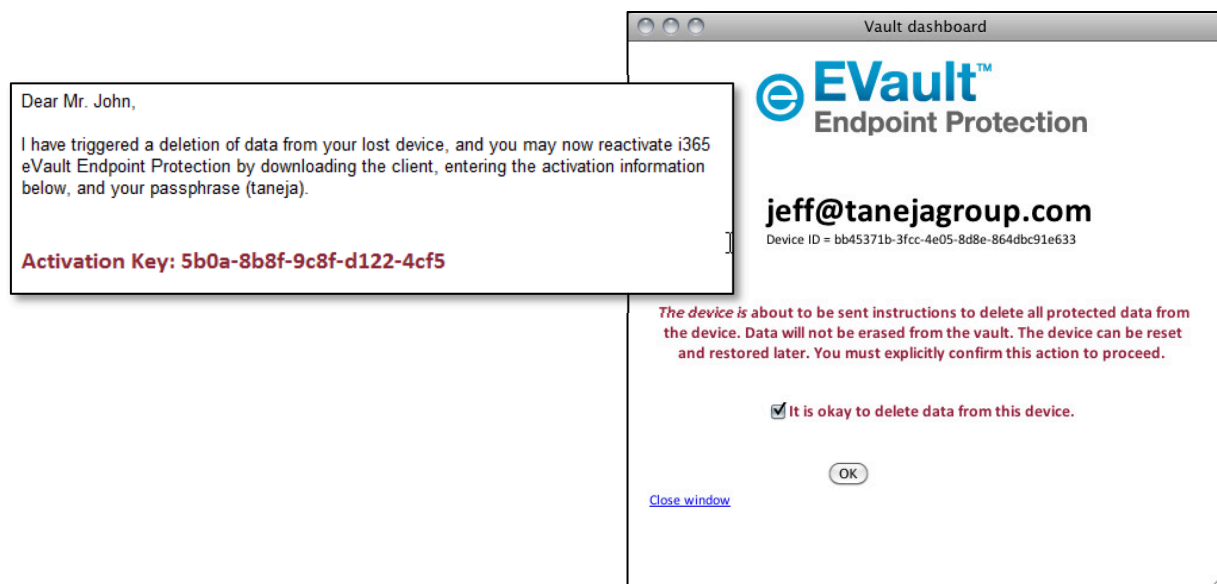 Dear Mr. John,
I have triggered a deletion of data from your lost device, and you may now reactivate i365
eVault Endpoint Protection by downloading the client, entering the activation information
below, and your passphrase (taneja).
Activation Key: 5b0a-8b8f-9c8f-d122-4cf5
Vault dashboard
e EVault™
Endpoint Protection
jeff@tanejagroup.com
Device ID = bb45371b-3fcc-4e05-8d8e-864dbc91e633
The device is about to be sent instructions to delete all protected data from
the device. Data will not be erased from the vault. The device can be reset
and restored later. You must explicitly confirm this action to proceed.
It is okay to delete data from this device.
OK
Close window